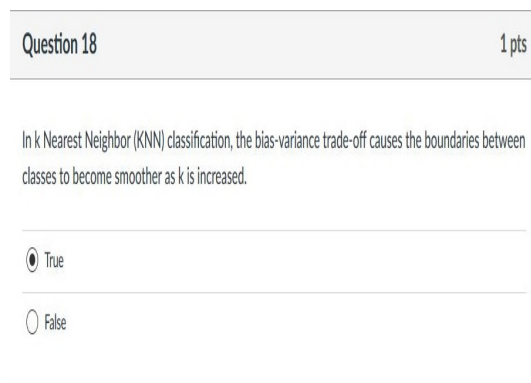 Question 18
1 pts
In k Nearest Neighbor (KNN) classification, the bias-variance trade-off causes the boundaries between
classes to become smoother as k is increased.
True
False